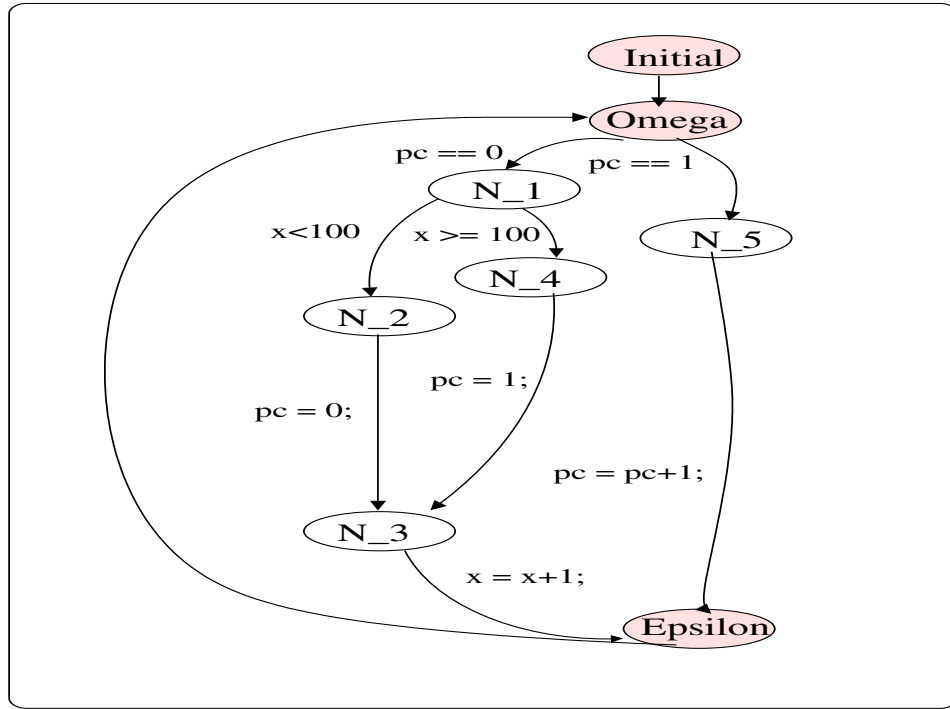 Initial
Omega
pc == 0
pc == 1
N_1
x<100
x >= 100
N_5
N_4
N_2
pc = 1;
pc = 0;
pc = pc+1;
N_3
x = x+1;
Epsilon